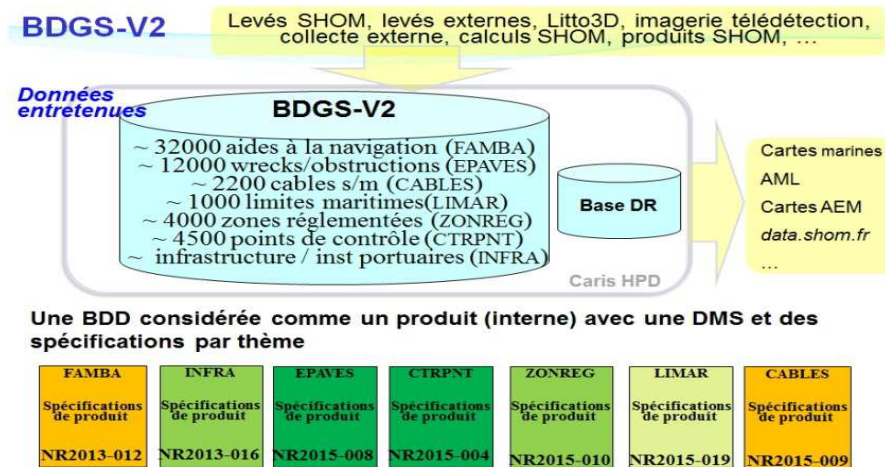 BDGS-V2
Levés SHOM, levés externes, Litto3D, imagerie télédétection,
collecte externe, calculs SHOM, produits SHOM, ...
Données
entretenues
BDGS-V2
~ 32000 aides à la navigation (FAMBA)
~ 12000 wrecks/obstructions (EPAVES)
~ 2200 cables s/m (CABLES)
~ 1000 limites maritimes(LIMAR)
~ 4000 zones réglementées (ZONREG)
~ 4500 points de contrôle (CTRPNT)
~ infrastructure / inst portuaires (INFRA)
Base DR
Caris HPD
Cartes marines
AML
Cartes AEM
data.shom.fr
...
Une BDD considérée comme un produit (interne) avec une DMS et des
spécifications par thème
FAMBA
Spécifications
de produit
NR2013-012
INFRA
Spécifications
de produit
NR2013-016
EPAVES
Spécifications
de produit
NR2015-008
CTRPNT
Spécifications
de produit
NR2015-004
ZONREG
Spécifications
de produit
NR2015-010
LIMAR
Spécifications
de produit
NR2015-019
CABLES
Spécifications
de produit
NR2015-009